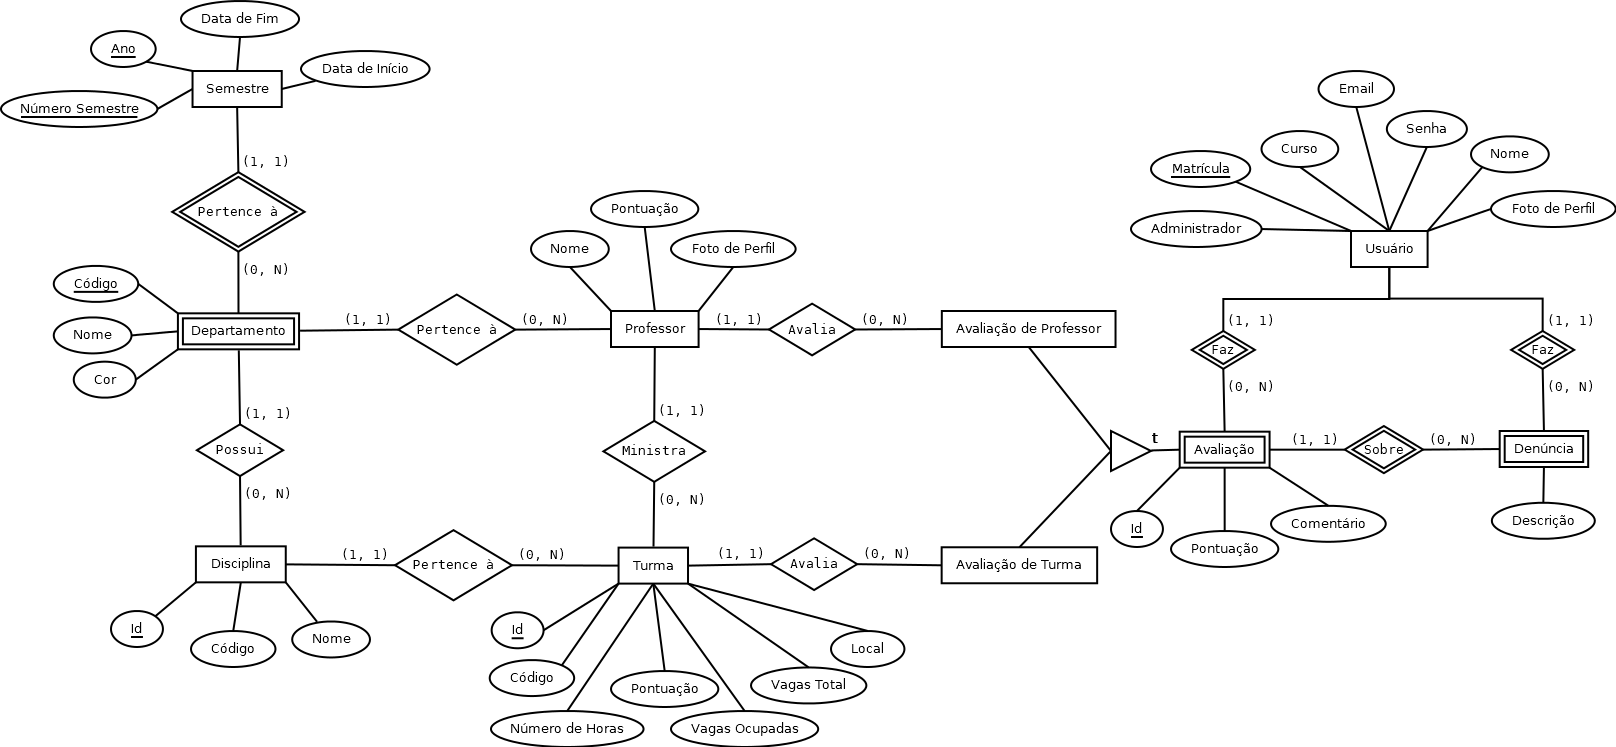 Data de Fim
Ano
Data de Início
Semestre
Número Semestre
(1, 1)
Pertence à
(0, N)
Email
Senha
Curso
Nome
Matrícula
Foto de Perfil
Administrador
Usuário
Pontuação
Nome
Foto de Perfil
Código
Nome
Cor
Departamento
(1, 1)
Pertence à
(0, N)
Professor
(1, 1)
Avalia
(0, N)
Avaliação de Professor
(1, 1)
Faz
(0, N)
(1, 1)
Faz
(0, N)
(1, 1)
Possui
(0, N)
(1, 1)
Ministra
(0, N)
t
Avaliação
(1, 1)
Sobre
(0, N)
Denúncia
Id
Pontuação
Comentário
Descrição
Disciplina
(1, 1)
Pertence à
(0, N)
Turma
(1, 1)
Avalia
(0, N)
Avaliação de Turma
Id
Código
Nome
Id
Código
Número de Horas
Pontuação
Vagas Ocupadas
Vagas Total
Local